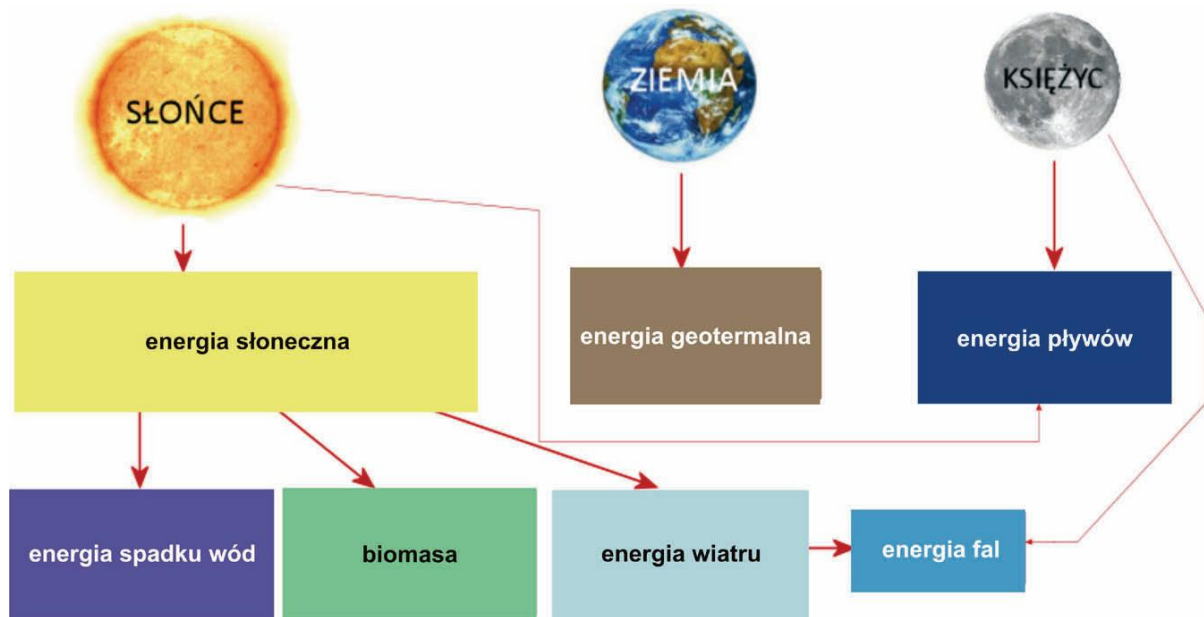 SŁOŃCE
ZIEMIA
KSIĘŻYC
energia słoneczna
energia geotermalna
energia pływów
energia spadku wód
biomasa
energia wiatru
energia fal